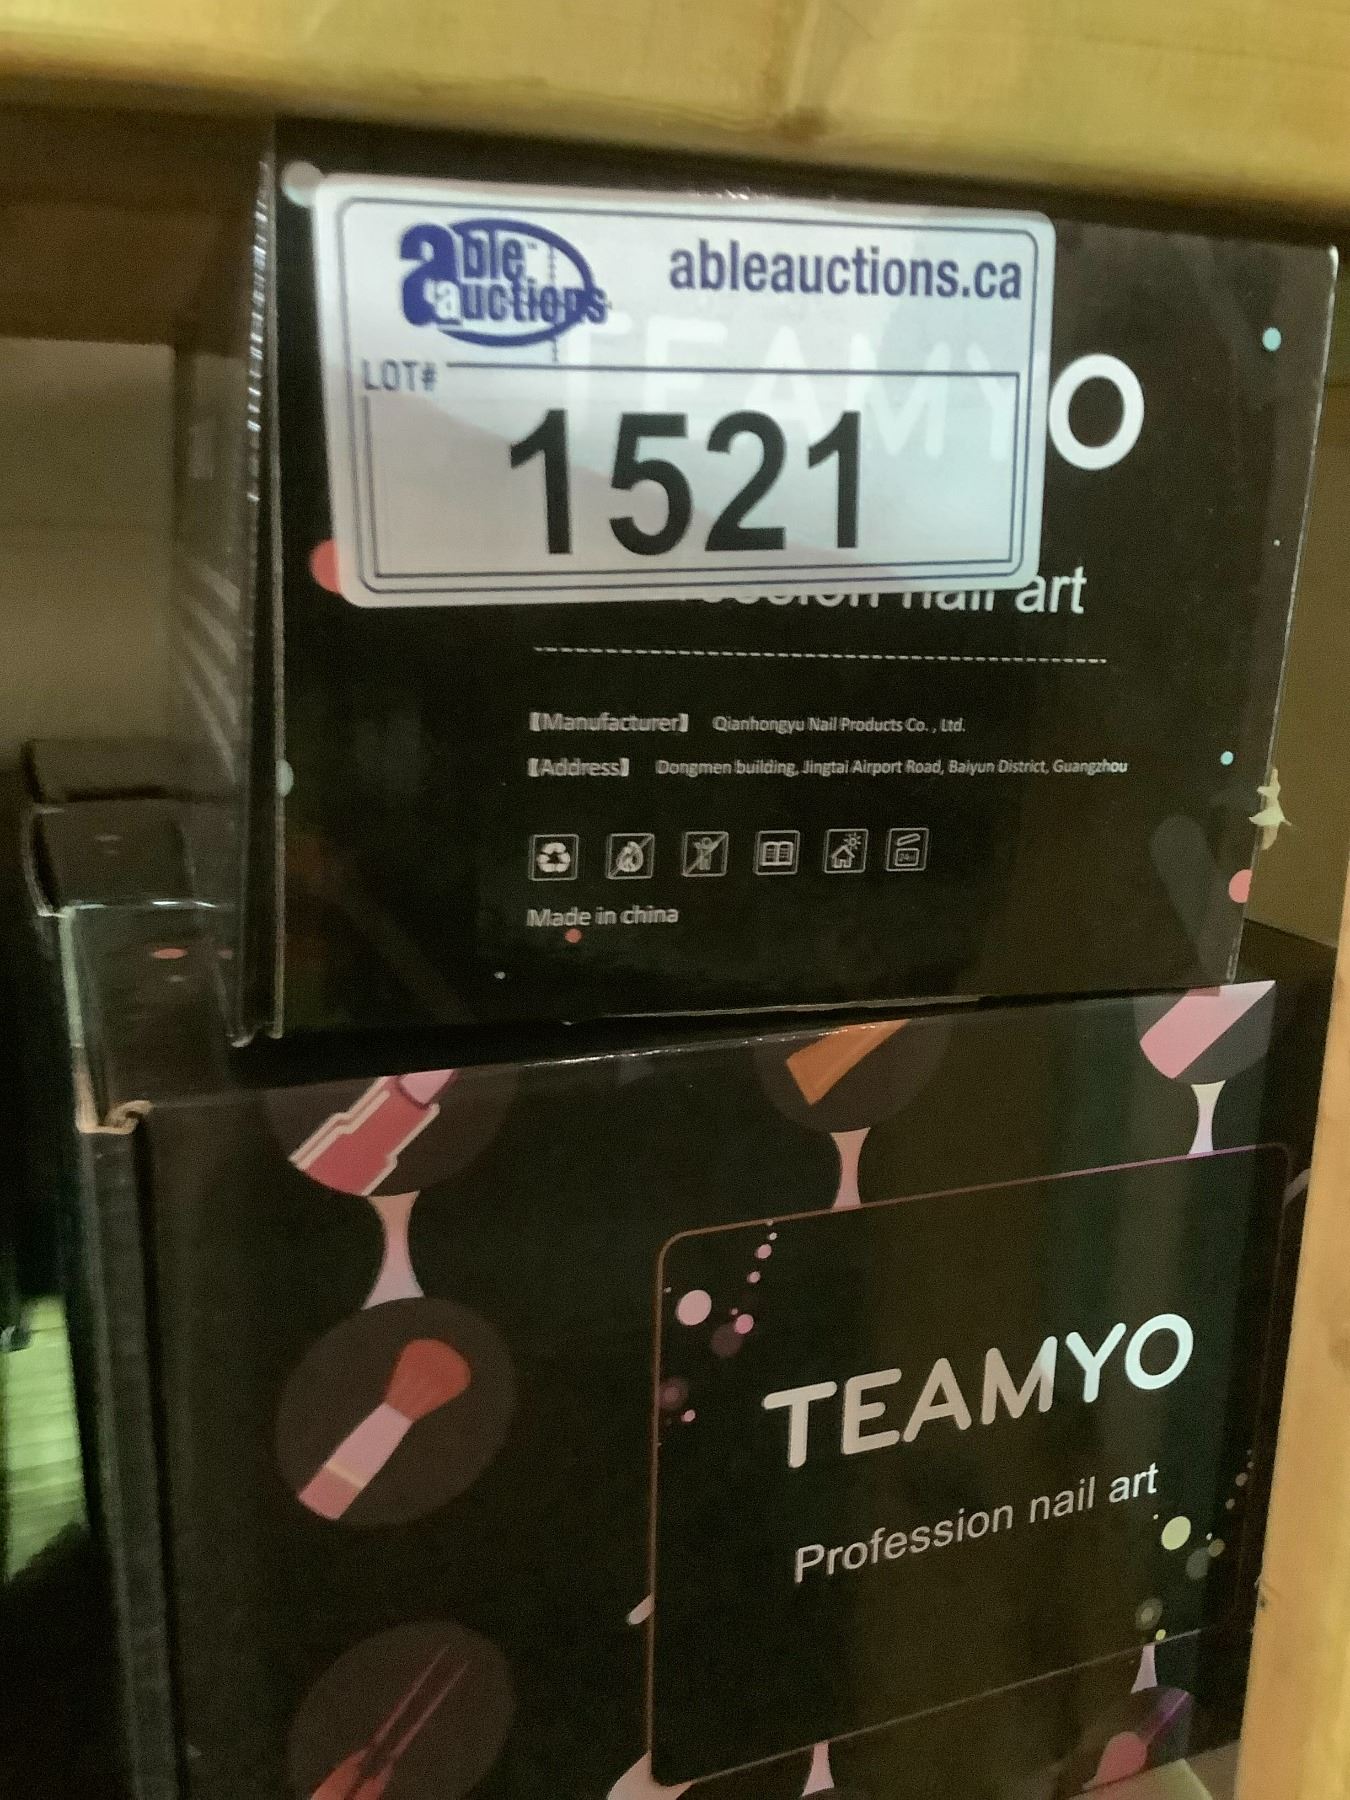 able auctions
ableauctions.ca
TEAMYO
LOT#
1521
nail art
【Manufacturer】 Qianhongyu Nail Products Co. , Ltd.
【Address】 Dongmen building, Jingtai Airport Road, Baiyun District, Guangzhou
Made in china
TEAMYO
Profession nail art